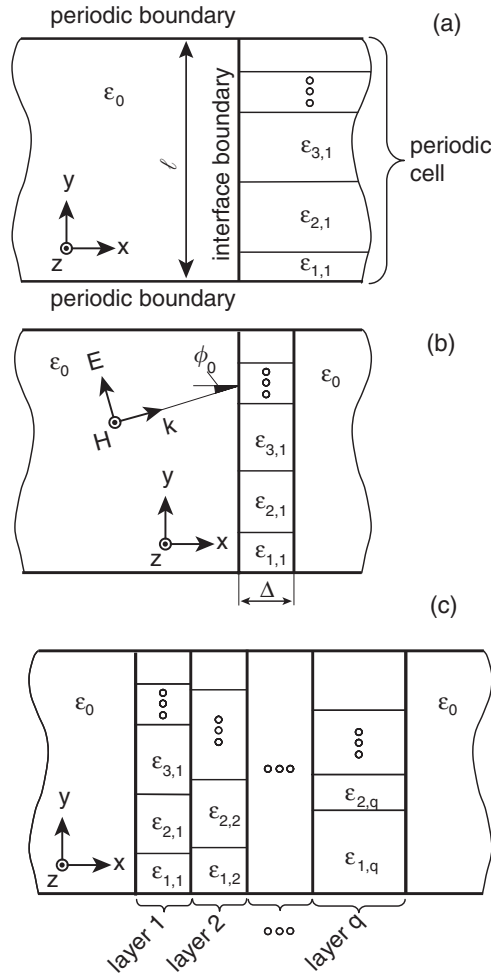 periodic boundary
(a)
ε0
ℓ
interface boundary
ε3,1
ε2,1
ε1,1
periodic
cell
y
x
z
periodic boundary
(b)
ε0
E
H
k
ϕ0
ε0
ε3,1
ε2,1
ε1,1
y
x
z
Δ
(c)
ε0
ε3,1
ε2,1
ε1,1
ε2,2
ε1,2
ε2,q
ε1,q
ε0
y
x
z
layer 1
layer 2
layer q